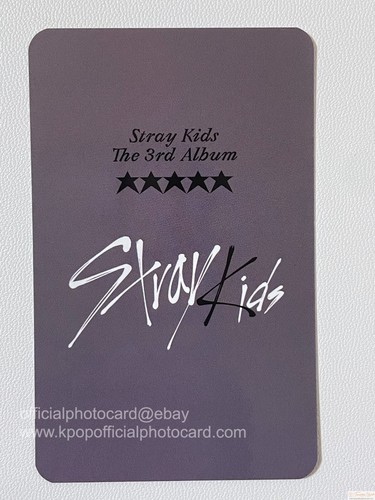 Stray Kids
The 3rd Album
★★★★★
Stray Kids
officialphotocard@ebay
www.kpopofficialphotocard.com